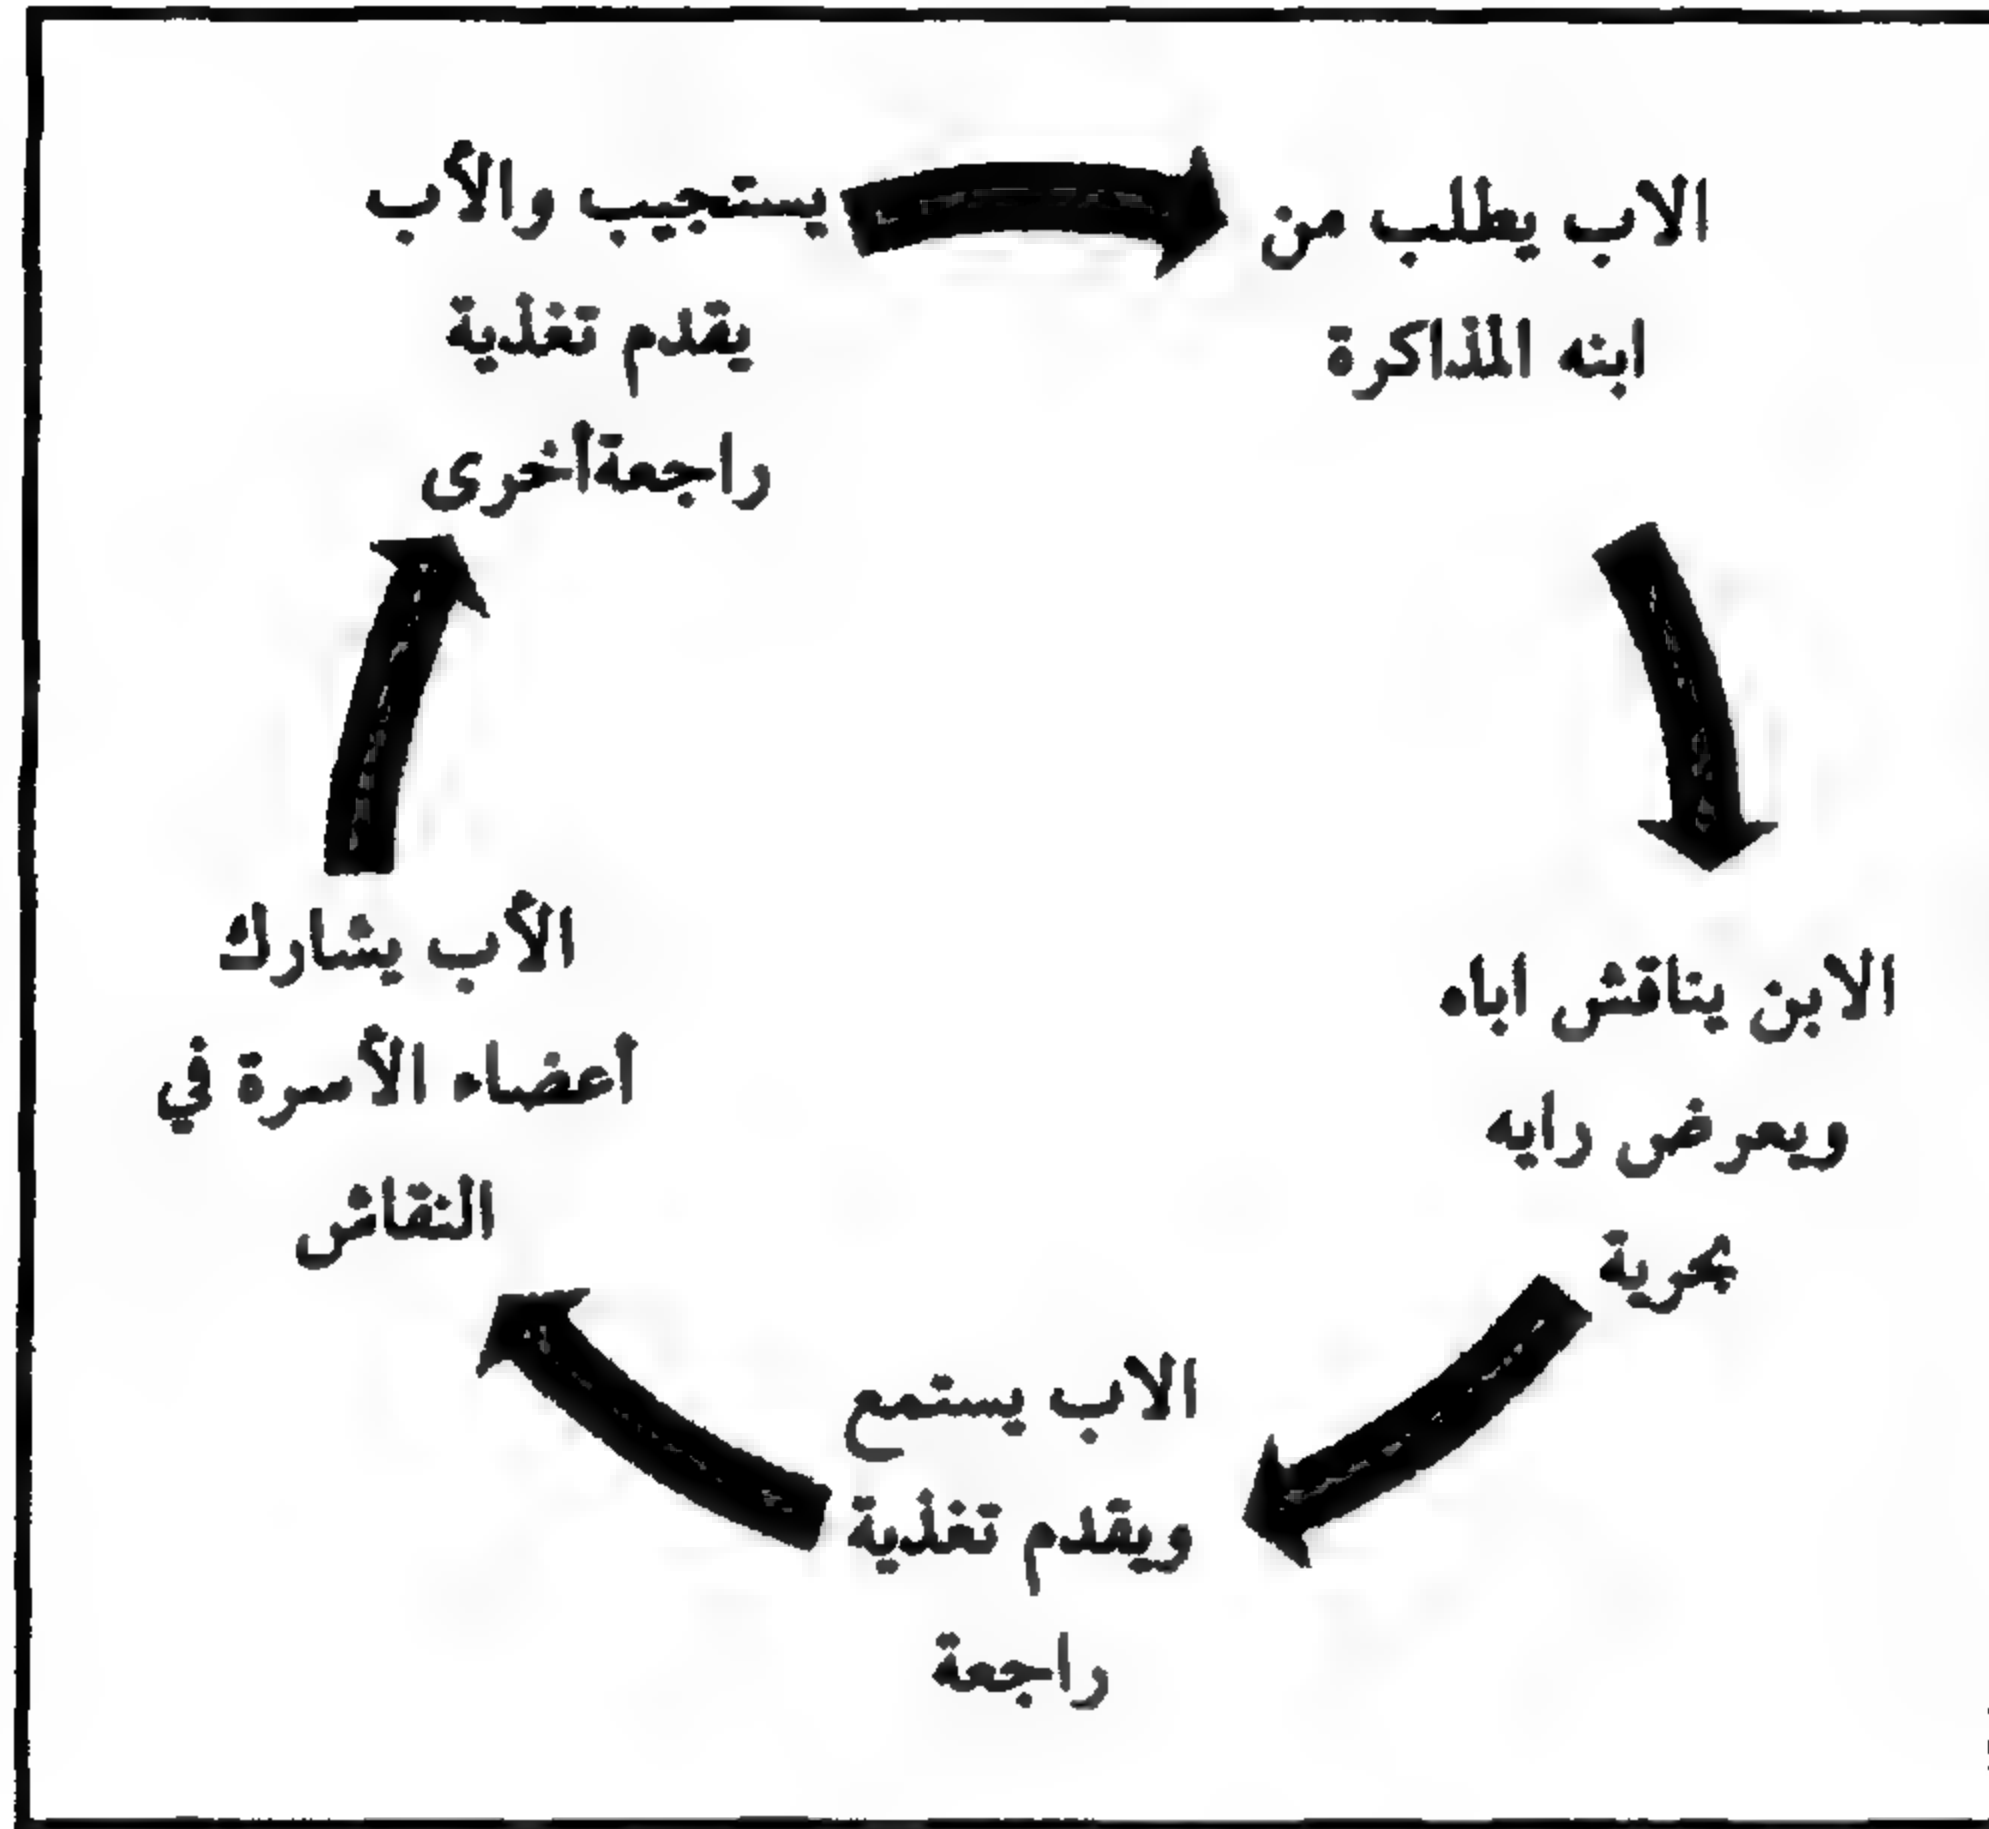 الاب يطلب من
ابنه المذاكرة
الابن يناقش اباه
ويعرض رايه
بحرية
الاب يستمع
ويقدم تغذية
راجعة
الأب يشارك
أعضاء الأسرة في
النقاش
يستجيب والأب
يقدم تغذية
راجعةأخرى